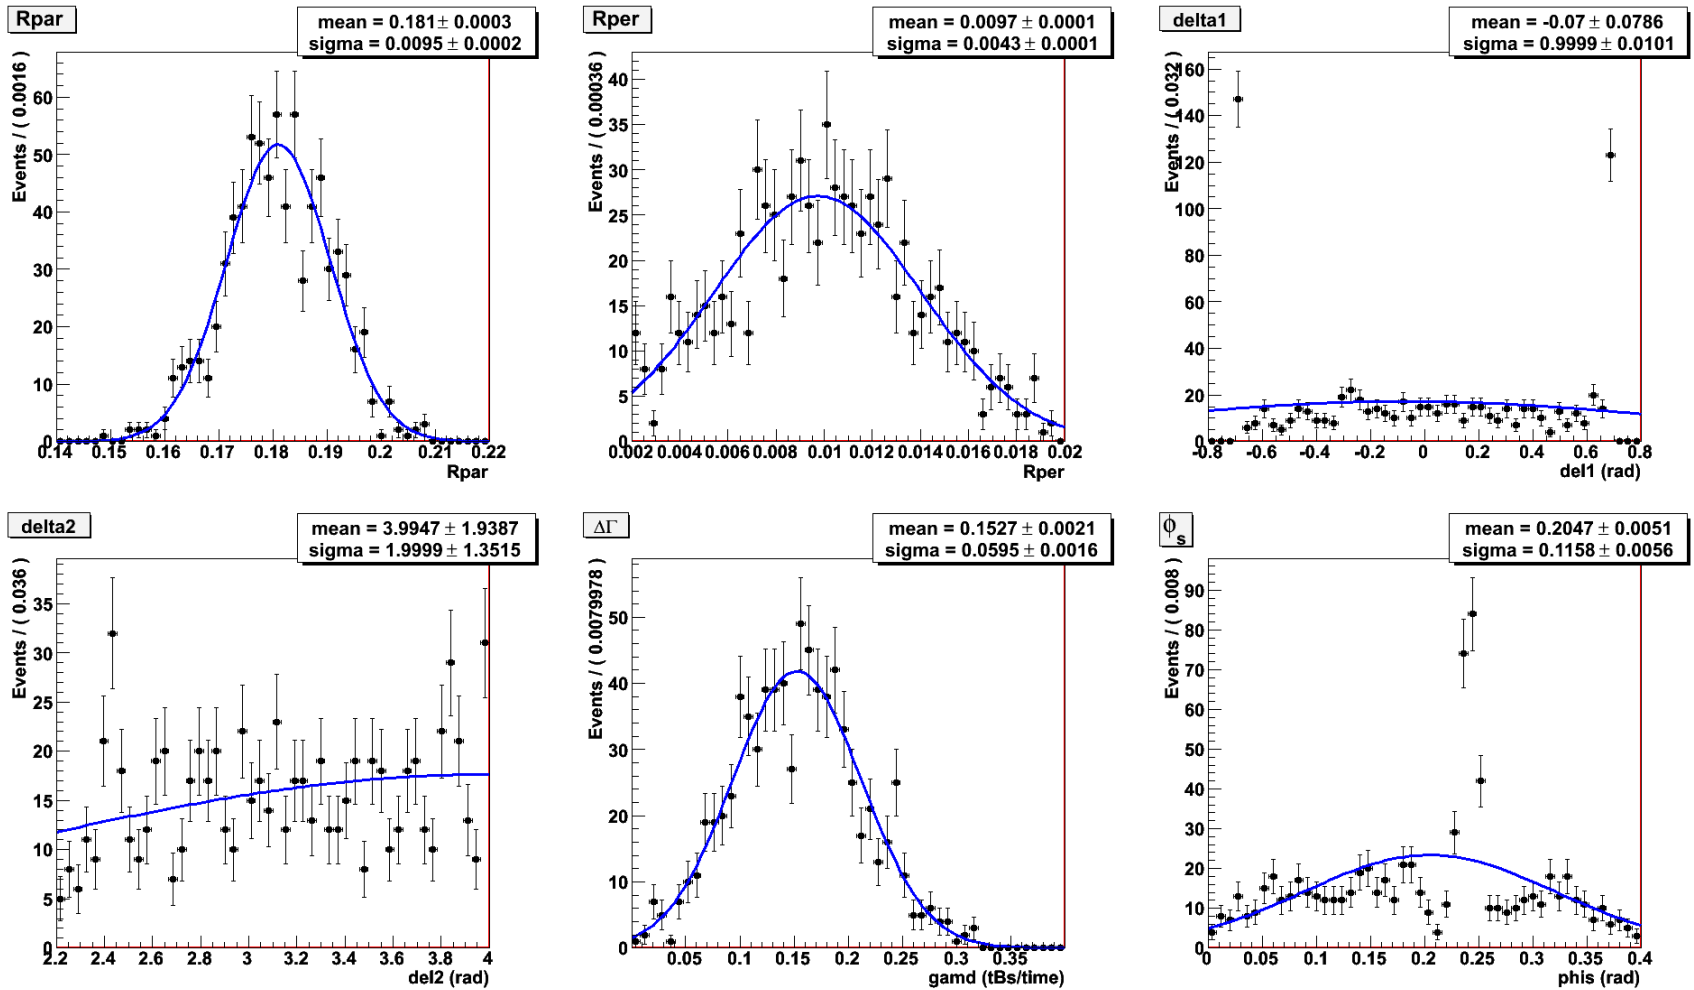 Rpar
mean = 0.181 ± 0.0003
sigma = 0.0095 ± 0.0002
Events / ( 0.0016)
60
50
40
30
20
10
0
0.14 0.15 0.16 0.17 0.18 0.19 0.2 0.21 0.22
Rpar
Rper
mean = 0.0097 ± 0.0001
sigma = 0.0043 ± 0.0001
Events / ( 0.00036)
40
35
30
25
20
15
10
5
0
0.002 0.004 0.006 0.008 0.01 0.012 0.014 0.016 0.018 0.02
Rper
delta1
mean = -0.07 ± 0.0786
sigma = 0.9999 ± 0.0101
Events / ( 0.032)
160
140
120
100
80
60
40
20
0
-0.8 -0.6 -0.4 -0.2 0 0.2 0.4 0.6 0.8
del1 (rad)
delta2
mean = 3.9947 ± 1.9387
sigma = 1.9999 ± 1.3515
Events / ( 0.036)
35
30
25
20
15
10
5
0
2.2 2.4 2.6 2.8 3 3.2 3.4 3.6 3.8 4
del2 (rad)
ΔΓ
mean = 0.1527 ± 0.0021
sigma = 0.0595 ± 0.0016
Events / ( 0.0079978)
50
40
30
20
10
0
0.05 0.1 0.15 0.2 0.25 0.3 0.35
gamd (tBs/time)
ϕs
mean = 0.2047 ± 0.0051
sigma = 0.1158 ± 0.0056
Events / ( 0.008)
90
80
70
60
50
40
30
20
10
0
0 0.05 0.1 0.15 0.2 0.25 0.3 0.35 0.4
phis (rad)